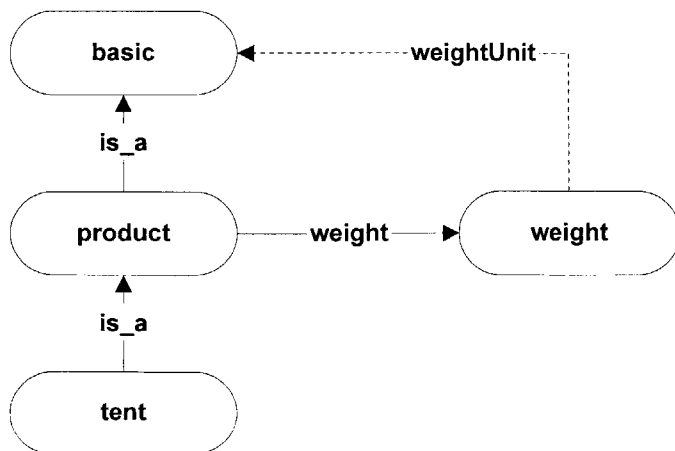 basic
weightUnit
is_a
product
weight
weight
is_a
tent